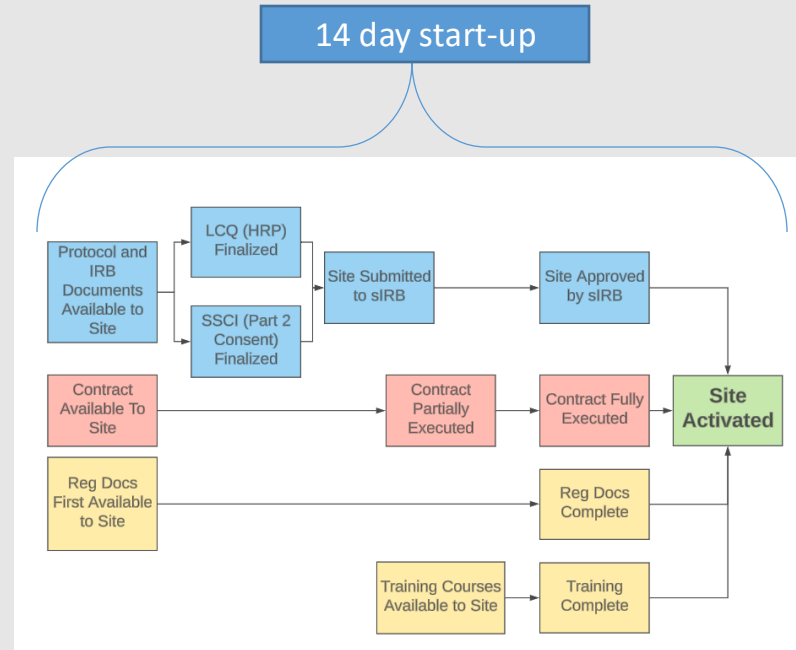 14 day start-up
Protocol and
IRB
Documents
Available to
Site
LCQ (HRP)
Finalized
SSCI (Part 2
Consent)
Finalized
Site Submitted
to sIRB
Site Approved
by sIRB
Contract
Available To
Site
Contract
Partially
Executed
Contract Fully
Executed
Site
Activated
Reg Docs
First Available
to Site
Reg Docs
Complete
Training Courses
Available to Site
Training
Complete